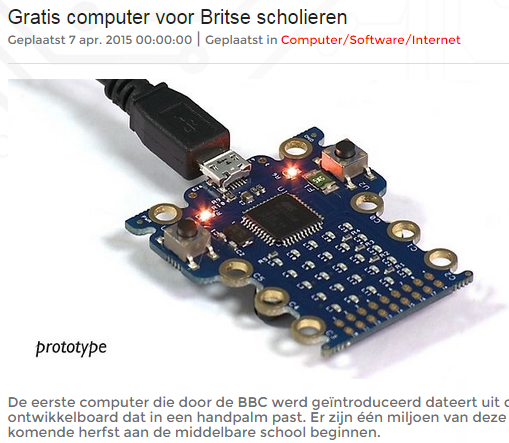 Gratis computer voor Britse scholieren
Geplaatst 7 apr. 2015 00:00:00 | Geplaatst in Computer/Software/Internet
prototype
De eerste computer die door de BBC werd geïntroduceerd dateert uit
ontwikkelboard dat in een handpalm past. Er zijn één miljoen van deze
komende herfst aan de middelbare school beginnen.